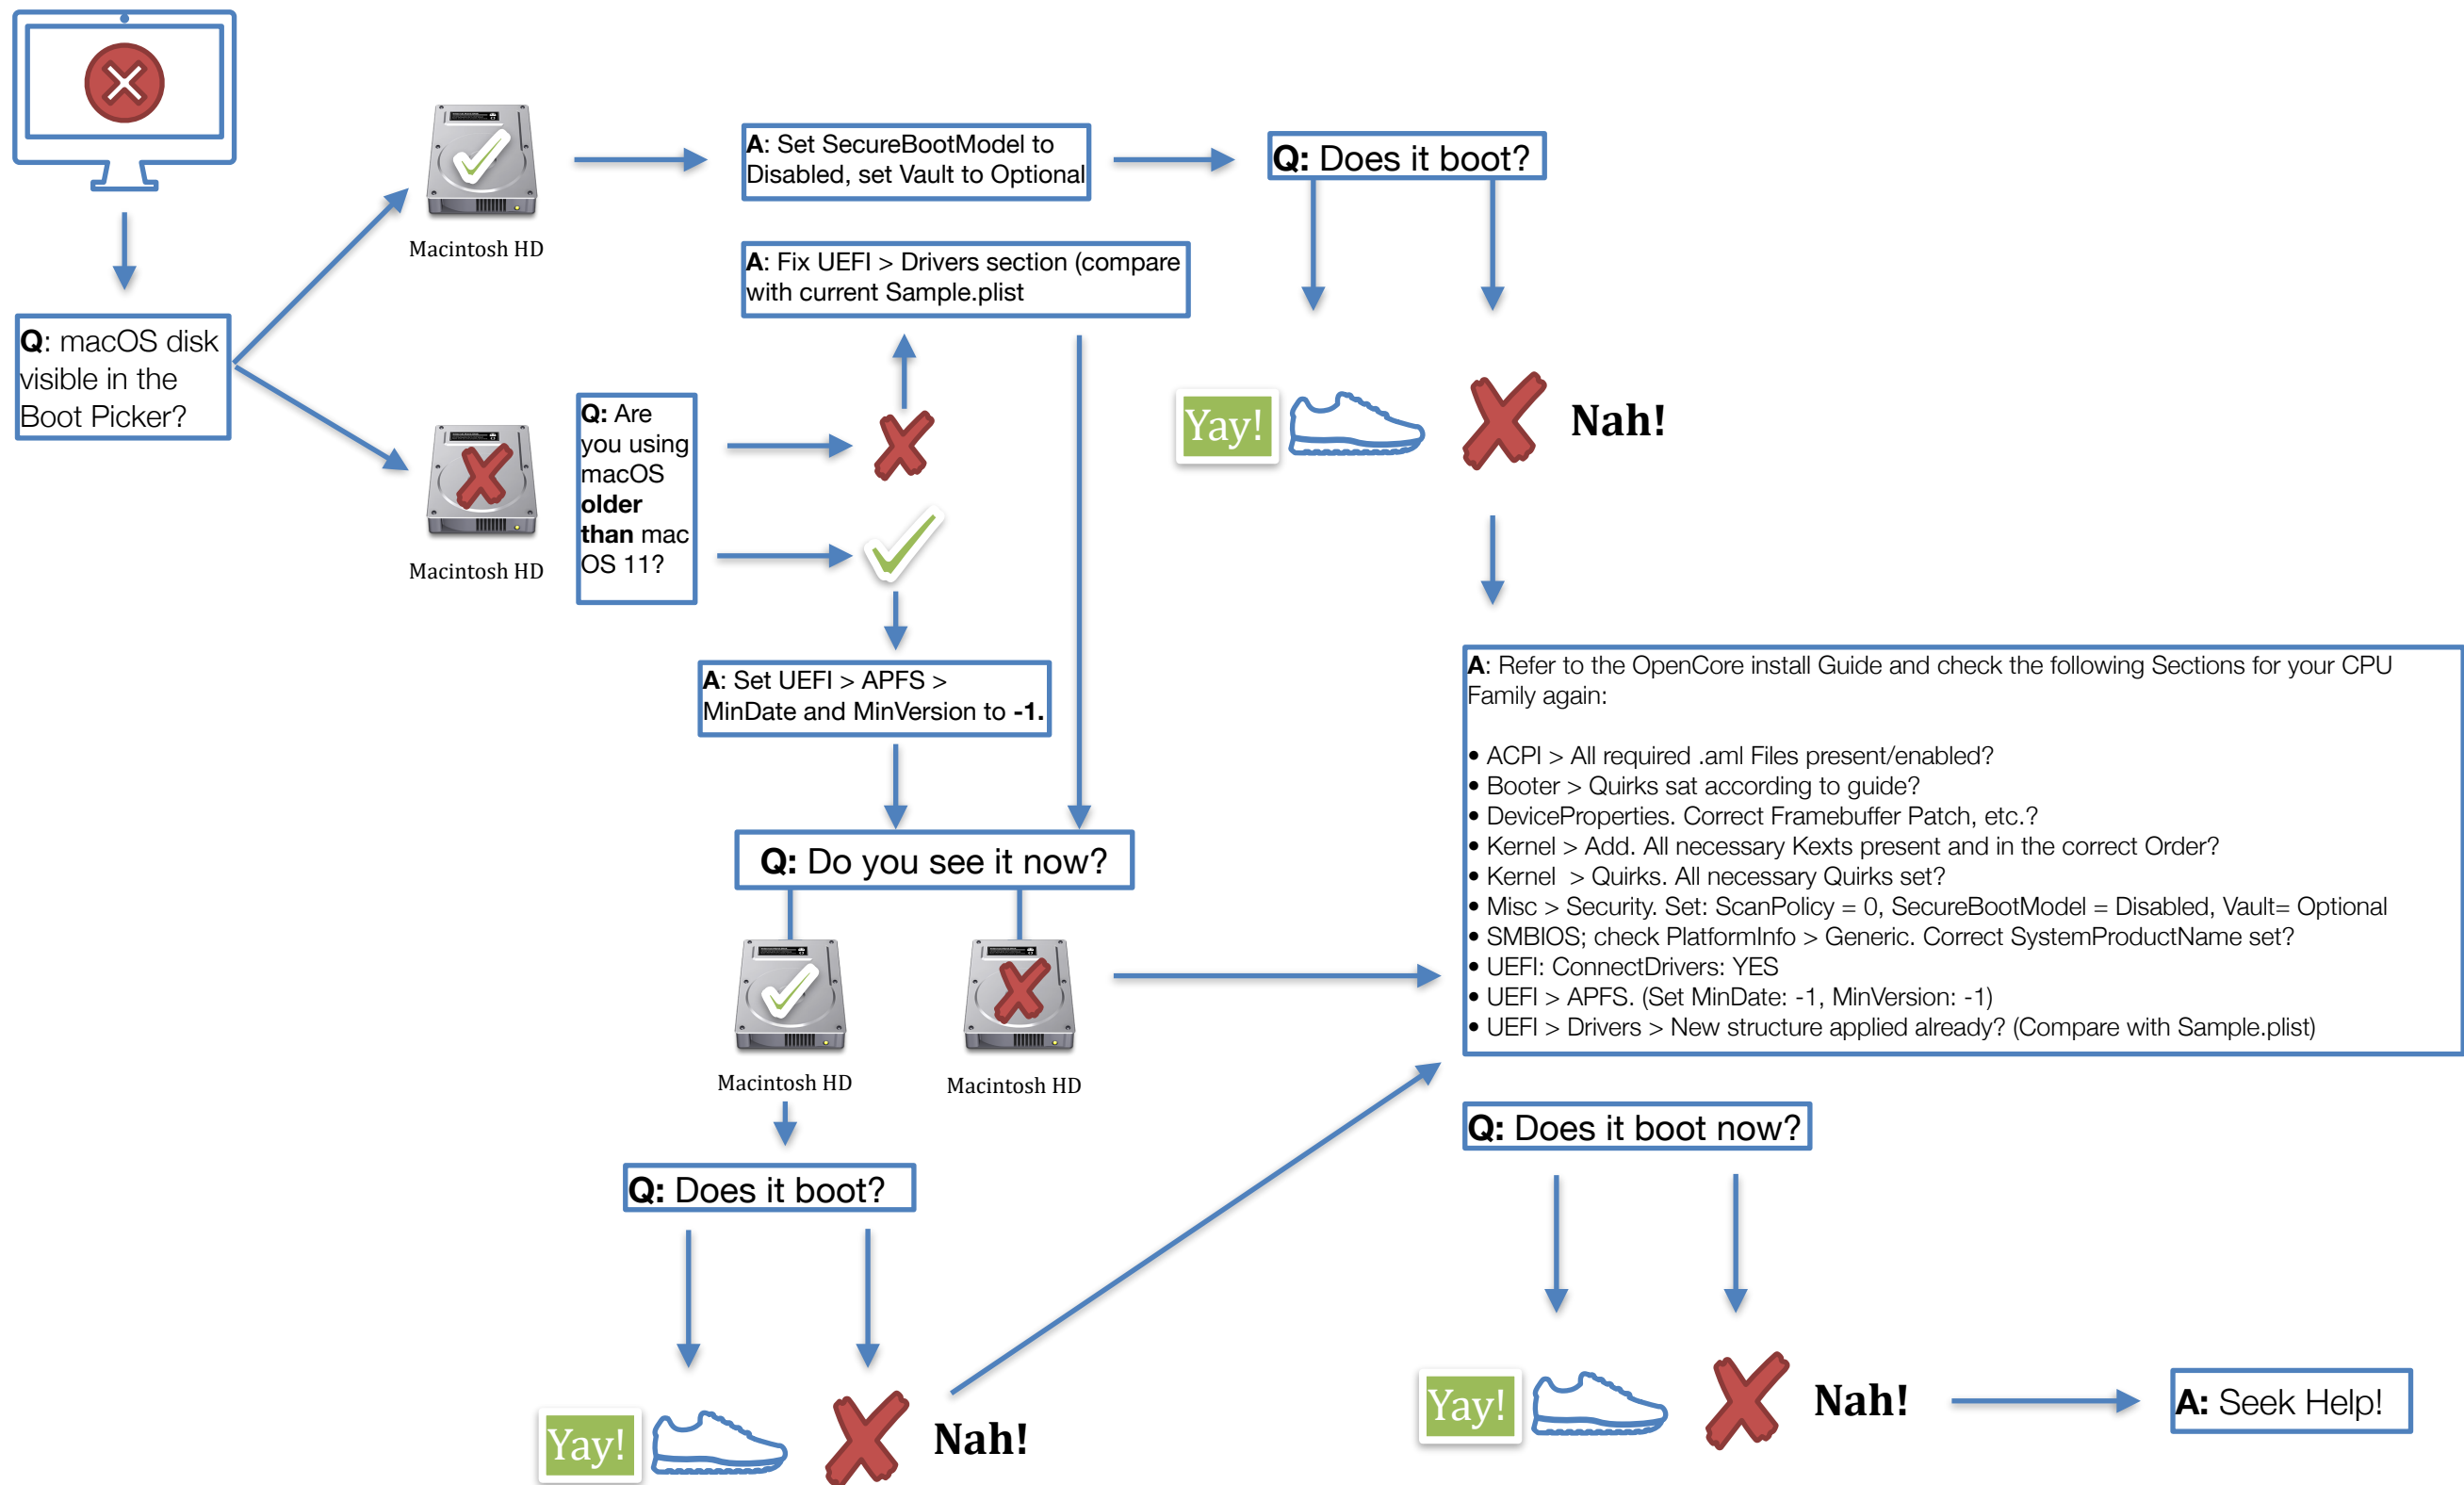 Q: macOS disk
visible in the
Boot Picker?
Macintosh HD
A: Set SecureBootModel to
Disabled, set Vault to Optional
Q: Does it boot?
Yay!
Nah!
Macintosh HD
Q: Are
you using
macOS
older
than mac
OS 11?
A: Fix UEFI > Drivers section (compare
with current Sample.plist
A: Set UEFI > APFS >
MinDate and MinVersion to -1.
Q: Do you see it now?
Macintosh HD
Macintosh HD
Q: Does it boot?
Yay!
Nah!
A: Refer to the OpenCore install Guide and check the following Sections for your CPU
Family again:
• ACPI > All required .aml Files present/enabled?
• Booter > Quirks sat according to guide?
• DeviceProperties. Correct Framebuffer Patch, etc.?
• Kernel > Add. All necessary Kexts present and in the correct Order?
• Kernel  > Quirks. All necessary Quirks set?
• Misc > Security. Set: ScanPolicy = 0, SecureBootModel = Disabled, Vault= Optional
• SMBIOS; check PlatformInfo > Generic. Correct SystemProductName set?
• UEFI: ConnectDrivers: YES
• UEFI > APFS. (Set MinDate: -1, MinVersion: -1)
• UEFI > Drivers > New structure applied already? (Compare with Sample.plist)
Q: Does it boot now?
Yay!
Nah!
A: Seek Help!